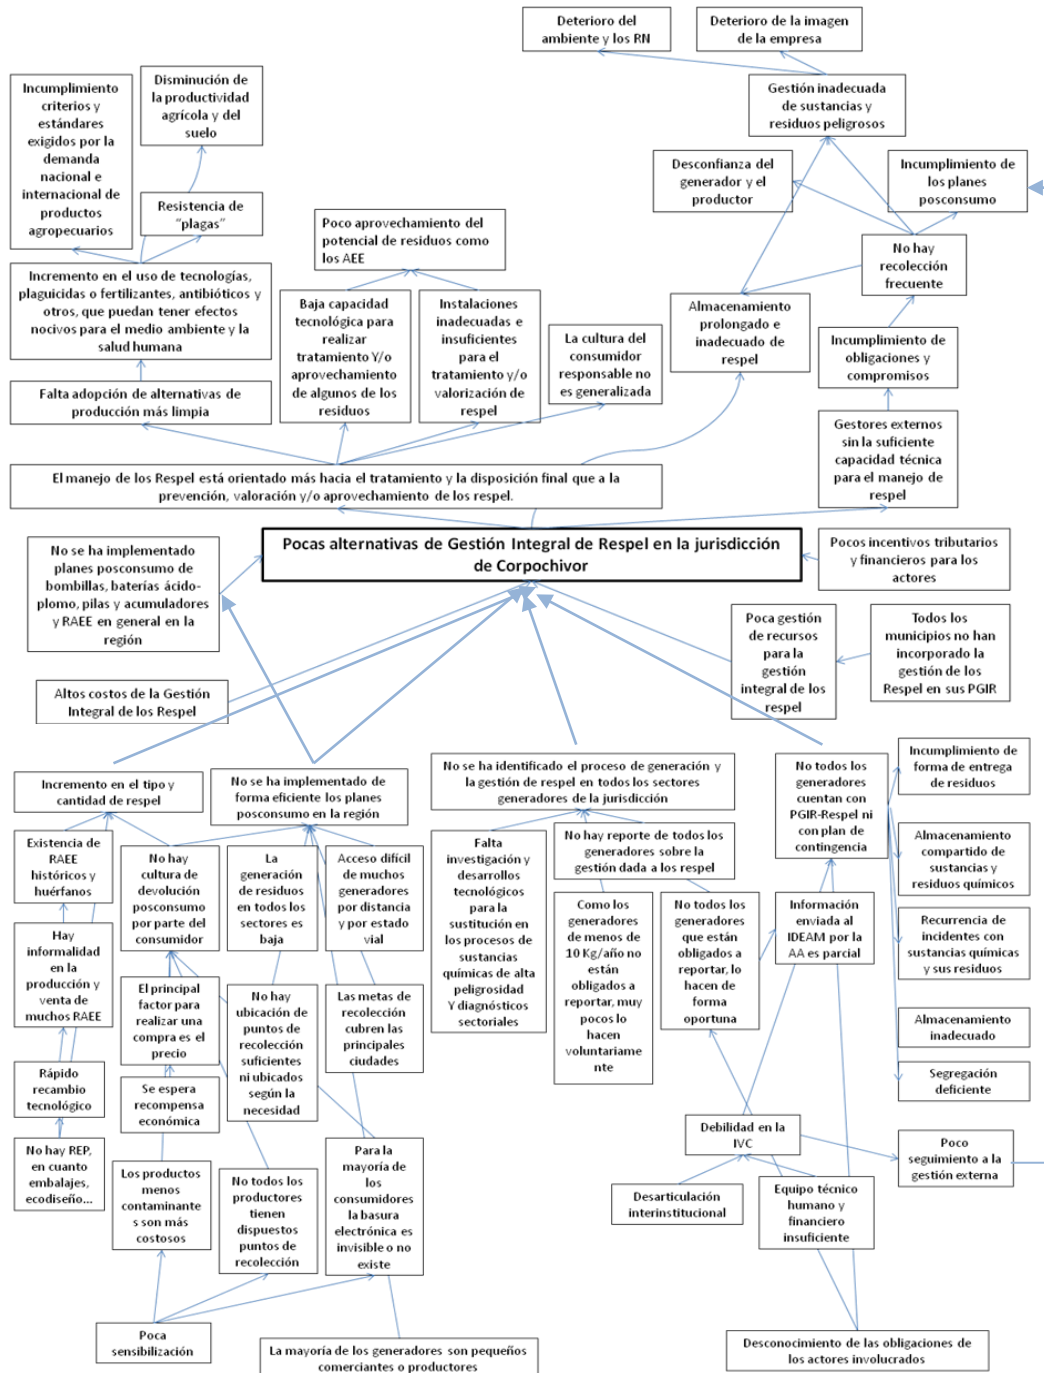 Deterioro del
ambiente y los RN
Deterioro de la imagen
de la empresa
Incumplimiento
criterios y
estándares
exigidos por la
demanda
nacional e
internacional de
productos
agropecuarios
Disminución de
la productividad
agrícola y del
suelo
Gestión inadecuada
de sustancias y
residuos peligrosos
Desconfianza del
generador y el
productor
Incumplimiento de
los planes
posconsumo
Resistencia de
"plagas"
Poco aprovechamiento del
potencial de residuos como
los AEE
No hay
recolección
frecuente
Incremento en el uso de tecnologías,
plaguicidas o fertilizantes, antibióticos y
otros, que puedan tener efectos
nocivos para el medio ambiente y la
salud humana
Baja capacidad
tecnológica para
realizar
tratamiento Y/o
aprovechamiento
de algunos de los
residuos
Instalaciones
inadecuadas e
insuficientes para el
tratamiento y/o
valorización de
respel
La cultura del
consumidor
responsable no
es generalizada
Almacenamiento
prolongado e
inadecuado de
respel
Incumplimiento de
obligaciones y
compromisos
Falta adopción de alternativas de
producción más limpia
Gestores externos
sin la suficiente
capacidad técnica
para el manejo de
respel
El manejo de los Respel está orientado más hacia el tratamiento y la disposición final que a la
prevención, valoración y/o aprovechamiento de los respel.
Pocas alternativas de Gestión Integral de Respel en la jurisdicción
de Corpochivor
No se ha implementado
planes posconsumo de
bombillas, baterías ácido-
plomo, pilas y acumuladores
y RAEE en general en la
región
Pocos incentivos tributarios
y financieros para los
actores
Poca gestión
de recursos
para la
gestión
integral de los
respel
Todos los
municipios no han
incorporado la
gestión de los
Respel en sus PGIR
Altos costos de la Gestión
Integral de los Respel
Incremento en el tipo y
cantidad de respel
No se ha implementado de
forma eficiente los planes
posconsumo en la región
No se ha identificado el proceso de generación y
la gestión de respel en todos los sectores
generadores de la jurisdicción
No todos los
generadores
cuentan con
PGIR-Respel ni
con plan de
contingencia
Incumplimiento de
forma de entrega de
residuos
Existencia de
RAEE
históricos y
huérfanos
No hay
cultura de
devolución
posconsumo
por parte del
consumidor
La
generación
de residuos
en todos los
sectores es
baja
Acceso difícil
de muchos
generadores
por distancia
y por estado
vial
Falta
investigación y
desarrollos
tecnológicos
para la
sustitución en
los procesos de
sustancias
químicas de alta
peligrosidad
Y diagnósticos
sectoriales
No hay reporte de todos los
generadores sobre la
gestión dada a los respel
Almacenamiento
compartido de
sustancias y
residuos químicos
Hay
informalidad
en la
producción y
venta de
muchos RAEE
Como los
generadores
de menos de
10 Kg/año no
están
obligados a
reportar, muy
pocos lo
hacen
voluntariame
nte
No todos los
generadores
que están
obligados a
reportar, lo
hacen de
forma
oportuna
Información
enviada al
IDEAM por la
AA es parcial
Recurrencia de
incidentes con
sustancias químicas
y sus residuos
El principal
factor para
realizar una
compra es el
precio
No hay
ubicación de
puntos de
recolección
suficientes
ni ubicados
según la
necesidad
Las metas de
recolección
cubren las
principales
ciudades
Almacenamiento
inadecuado
Rápido
recambio
tecnológico
Se espera
recompensa
económica
Segregación
deficiente
No hay REP,
en cuanto
embalajes,
ecodiseño...
Los productos
menos
contaminante
s son más
costosos
No todos los
productores
tienen
dispuestos
puntos de
recolección
Para la
mayoría de
los
consumidores
la basura
electrónica es
invisible o no
existe
Debilidad en la
IVC
Poco
seguimiento a la
gestión externa
Desarticulación
interinstitucional
Equipo técnico
humano y
financiero
insuficiente
Poca
sensibilización
La mayoría de los generadores son pequeños
comerciantes o productores
Desconocimiento de las obligaciones de
los actores involucrados